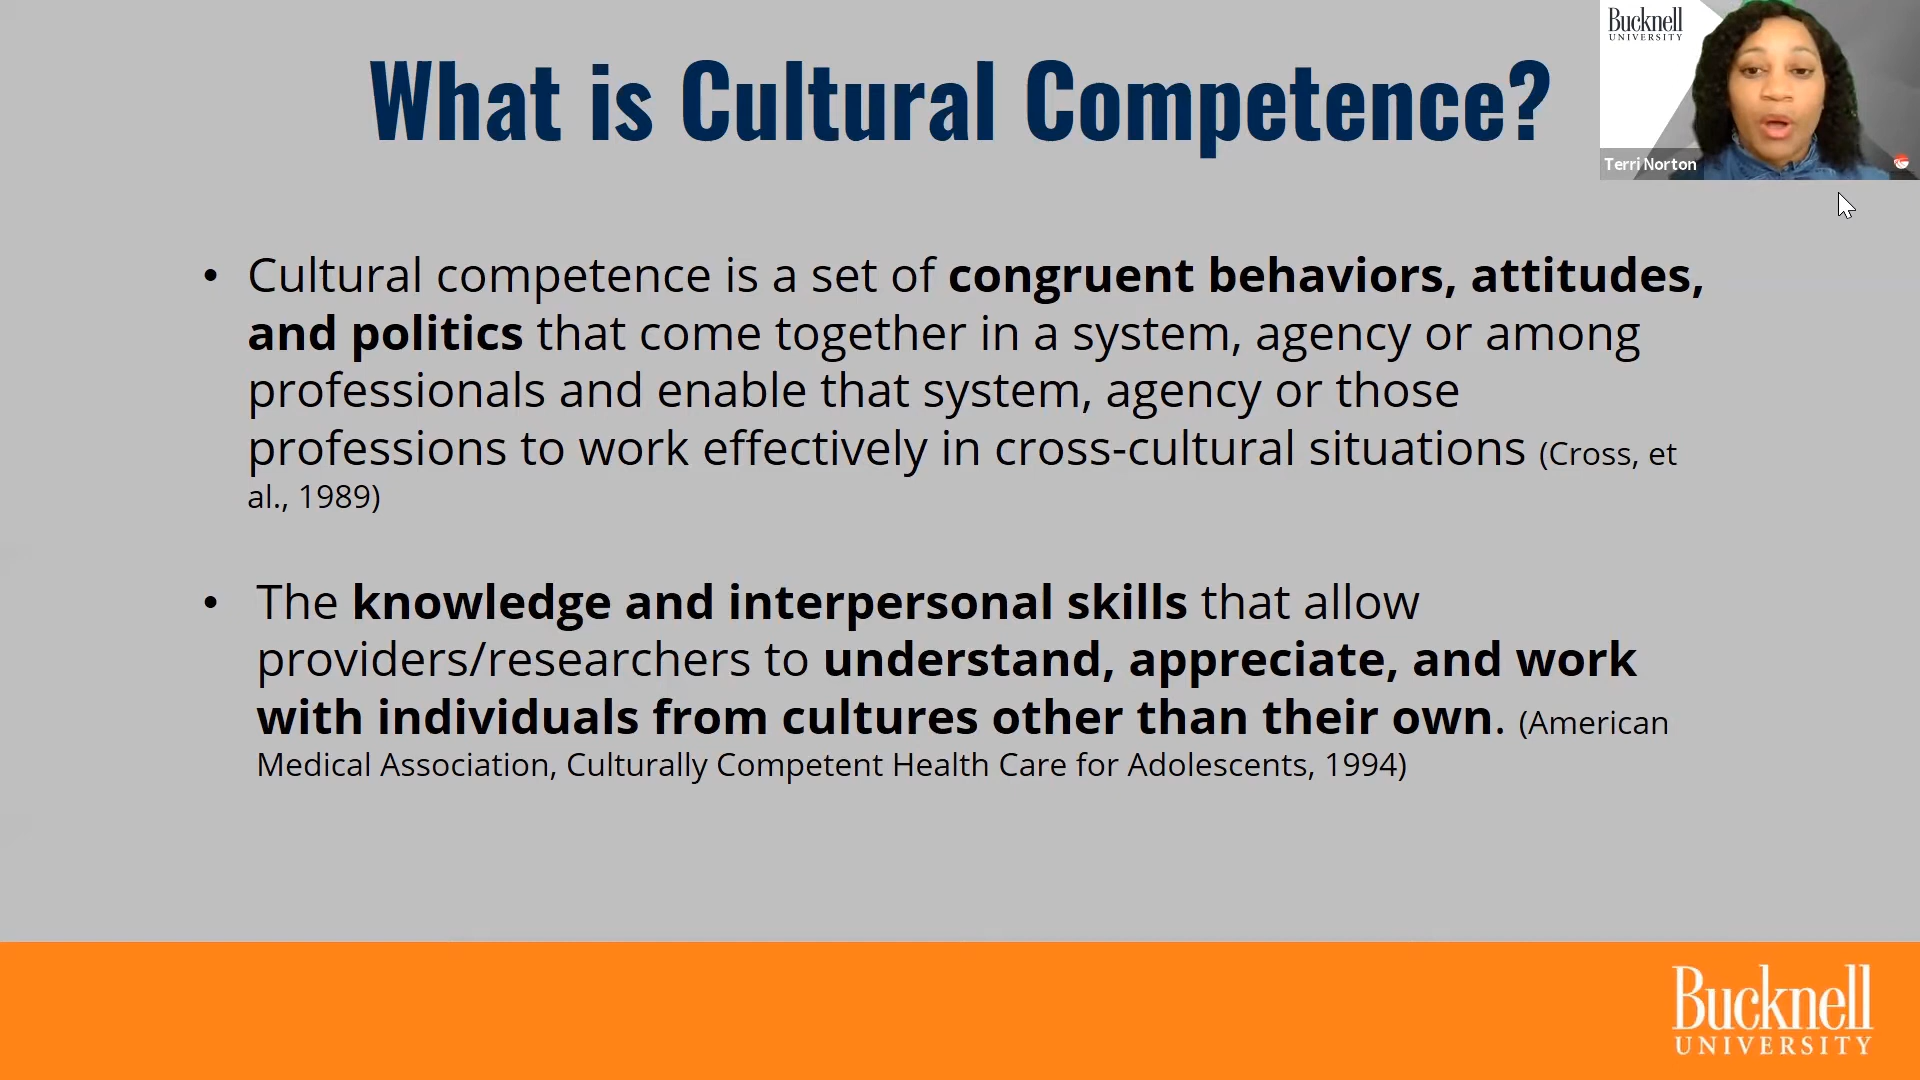 What is Cultural Competence?
Bucknell
UNIVERSITY
Terri Norton
• Cultural competence is a set of congruent behaviors, attitudes,
and politics that come together in a system, agency or among
professionals and enable that system, agency or those
professions to work effectively in cross-cultural situations (Cross, et
al., 1989)
• The knowledge and interpersonal skills that allow
providers/researchers to understand, appreciate, and work
with individuals from cultures other than their own. (American
Medical Association, Culturally Competent Health Care for Adolescents, 1994)
Bucknell
UNIVERSITY